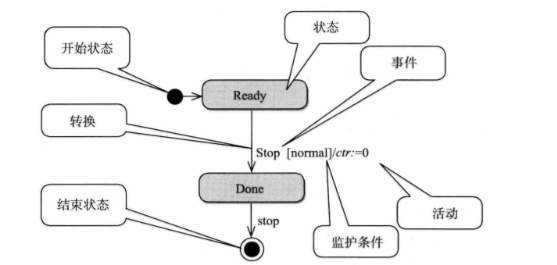 状态
开始状态
事件
Ready
转换
Stop [normal]/ctr:=0
Done
结束状态
stop
活动
监护条件